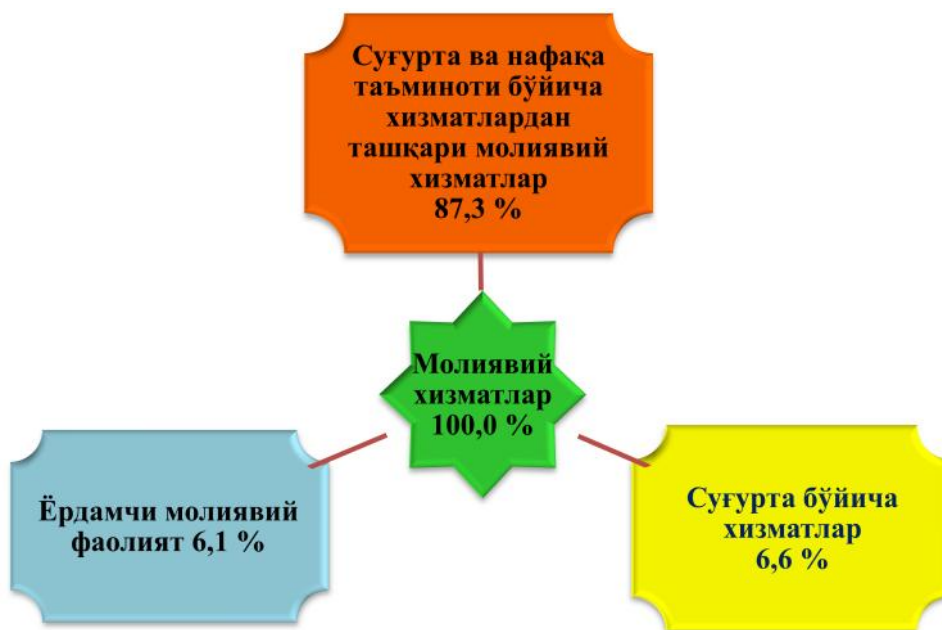 Суғурта ва нафақа
таъминоти бўйича
хизматлардан
ташқари молиявий
хизматлар
87,3 %
Молиявий
хизматлар
100,0 %
Ёрдамчи молиявий
фаолият 6,1 %
Суғурта бўйича
хизматлар
6,6 %